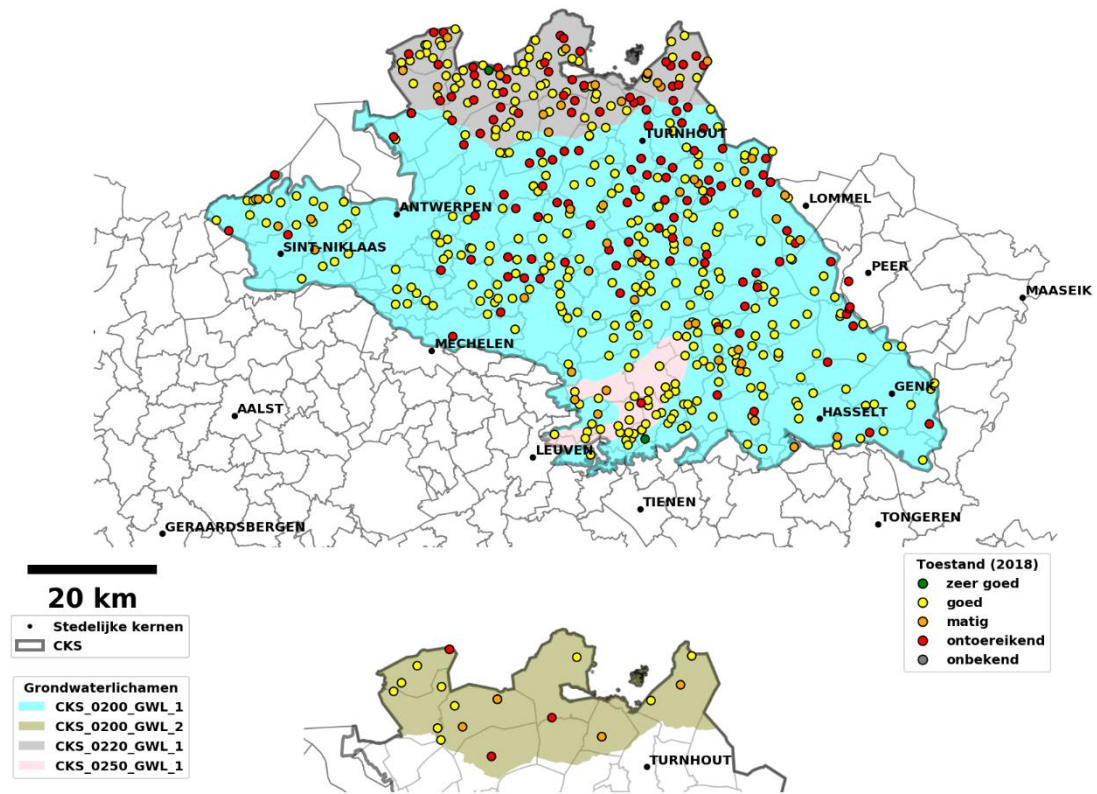 TURNHOUT
ANTWERPEN
LOMMEL
SINT-NIKLAAS
PEER
MAASEIK
MECHELEN
GENK
AALST
HASSELT
LEUVEN
TIENEN
TONGEREN
GERAARDSBERGEN
20 km
Stedelijke kernen
CKS
Grondwaterlichamen
CKS_0200_GWL_1
CKS_0200_GWL_2
CKS_0220_GWL_1
CKS_0250_GWL_1
Toestand (2018)
zeer goed
goed
matig
ontoereikend
onbekend
TURNHOUT